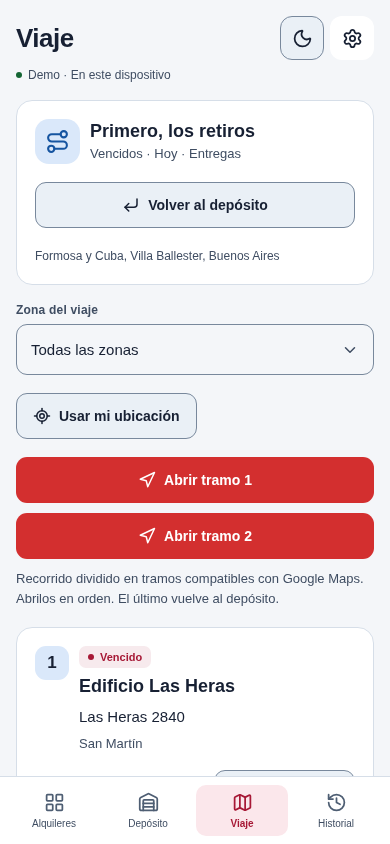 Viaje
Demo · En este dispositivo
Primero, los retiros
Vencidos · Hoy · Entregas
Volver al depósito
Formosa y Cuba, Villa Ballester, Buenos Aires
Zona del viaje
Todas las zonas
Usar mi ubicación
Abrir tramo 1
Abrir tramo 2
Recorrido dividido en tramos compatibles con Google Maps.
Abrilos en orden. El último vuelve al depósito.
1
Vencido
Edificio Las Heras
Las Heras 2840
San Martín
Alquileres
Depósito
Viaje
Historial